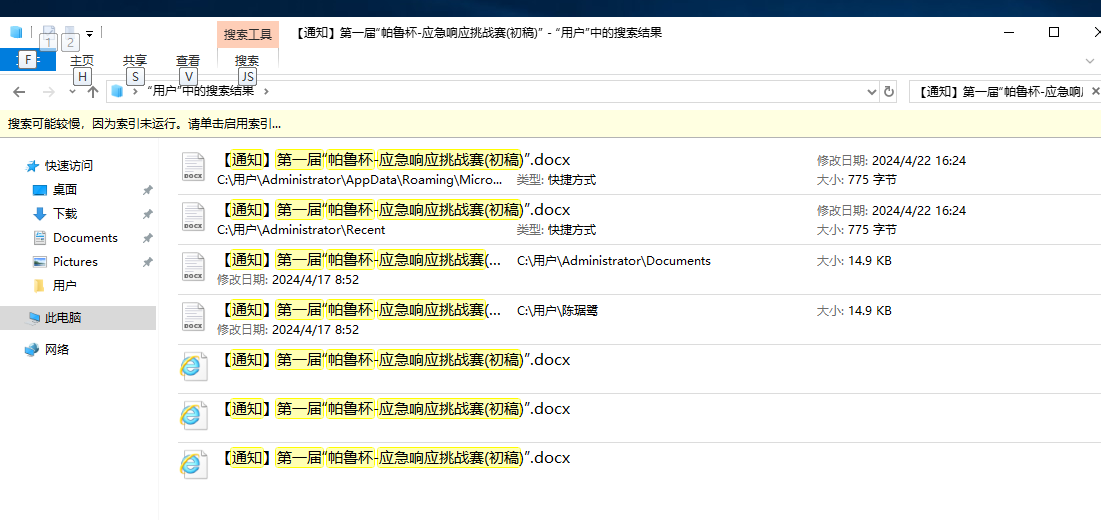 搜索工具
【通知】第一届"帕鲁杯-应急响应挑战赛(初稿)" - "用户"中的搜索结果
1
2
F
主页
共享
查看
搜索
H
S
V
JS
"用户"中的搜索结果
【通知】第一届"帕鲁杯-应急响
搜索可能较慢，因为索引未运行。请单击启用索引...
快速访问
桌面
下载
Documents
Pictures
用户
此电脑
网络
【通知】第一届"帕鲁杯-应急响应挑战赛(初稿)".docx
修改日期: 2024/4/22 16:24
C:\用户\Administrator\AppData\Roaming\Micro...
类型: 快捷方式
大小: 775 字节
【通知】第一届"帕鲁杯-应急响应挑战赛(初稿)".docx
修改日期: 2024/4/22 16:24
C:\用户\Administrator\Recent
类型: 快捷方式
大小: 775 字节
【通知】第一届"帕鲁杯-应急响应挑战赛(...
C:\用户\Administrator\Documents
大小: 14.9 KB
修改日期: 2024/4/17 8:52
【通知】第一届"帕鲁杯-应急响应挑战赛(...
C:\用户\陈琚鹭
大小: 14.9 KB
修改日期: 2024/4/17 8:52
【通知】第一届"帕鲁杯-应急响应挑战赛(初稿)".docx
【通知】第一届"帕鲁杯-应急响应挑战赛(初稿)".docx
【通知】第一届"帕鲁杯-应急响应挑战赛(初稿)".docx
DOCX
DOCX
DOCX
DOCX